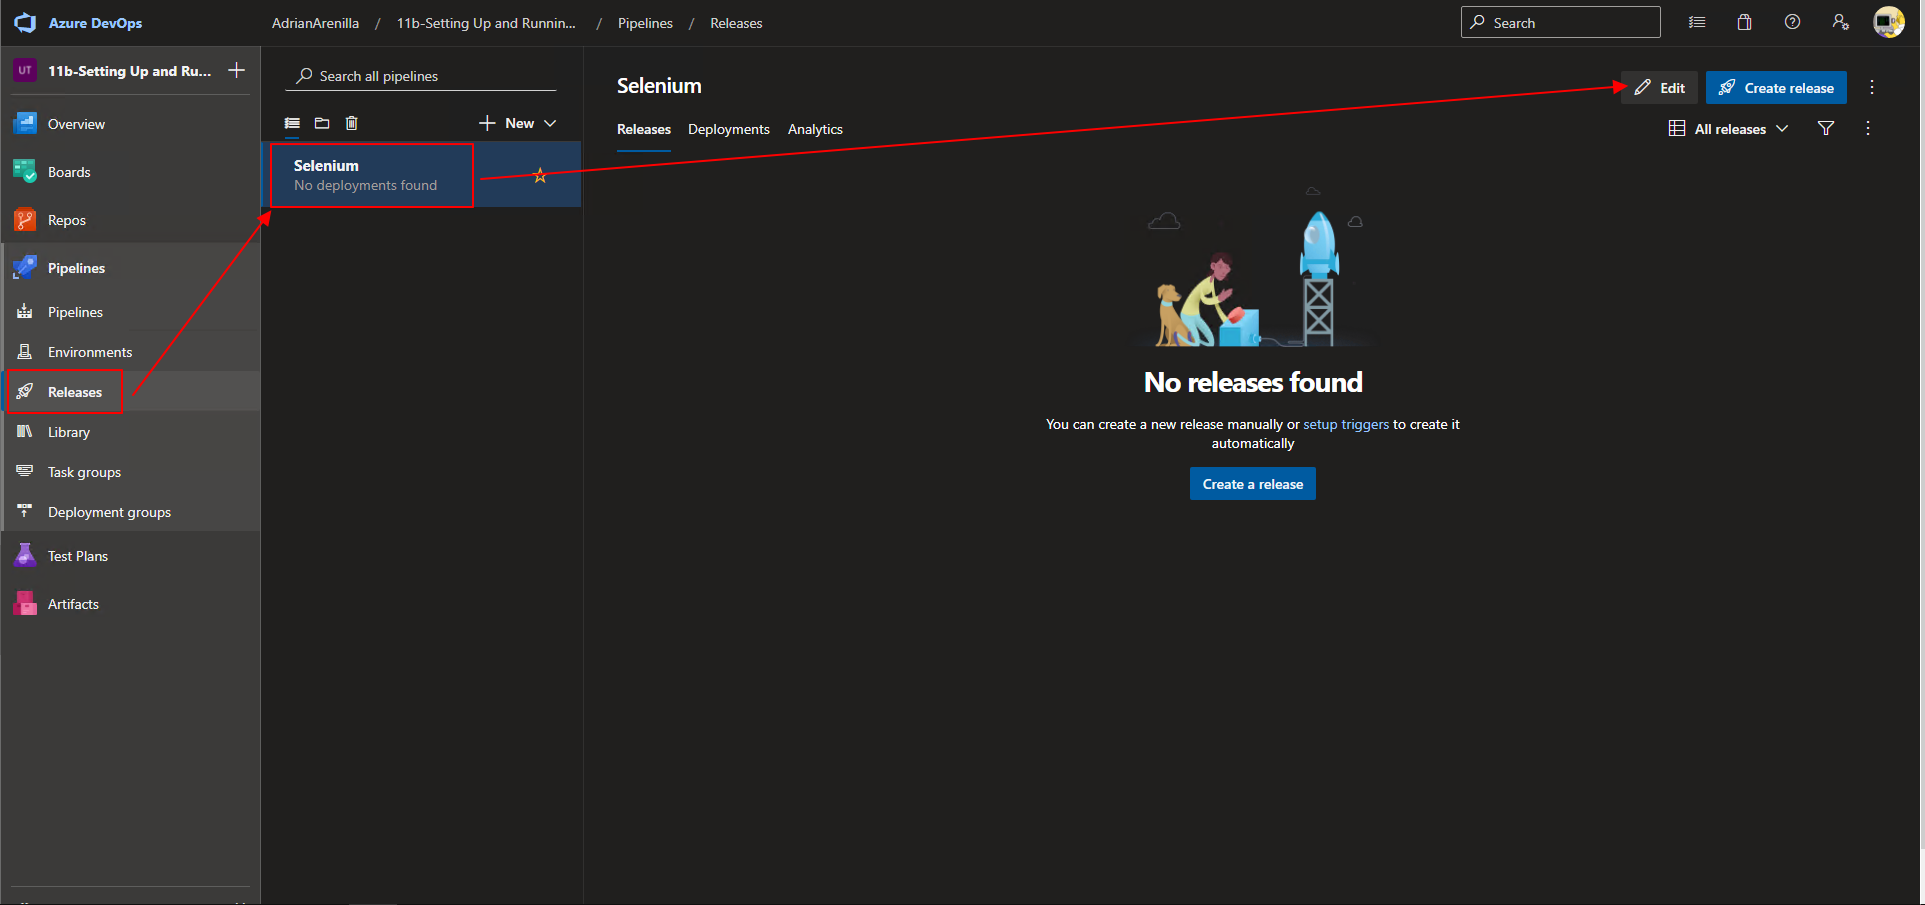 Azure DevOps
AdrianArenilla / 11b-Setting Up and Runnin... / Pipelines / Releases
Search
UT
11b-Setting Up and Ru...
Overview
Boards
Repos
Pipelines
Pipelines
Environments
Releases
Library
Task groups
Deployment groups
Test Plans
Artifacts
Search all pipelines
New
Selenium
No deployments found
Selenium
Edit
Create release
Releases
Deployments
Analytics
All releases
No releases found
You can create a new release manually or setup triggers to create it
automatically
Create a release